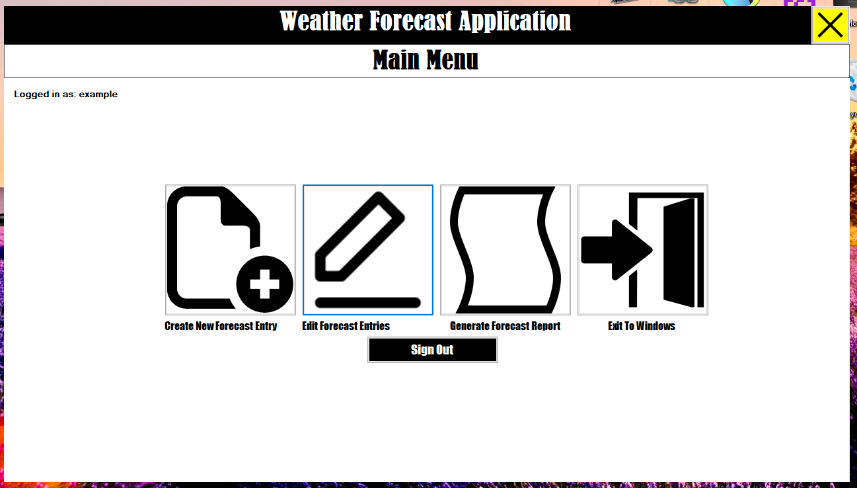 Weather Forecast Application
Main Menu
Logged in as: example
Create New Forecast Entry
Edit Forecast Entries
Generate Forecast Report
Exit To Windows
Sign Out